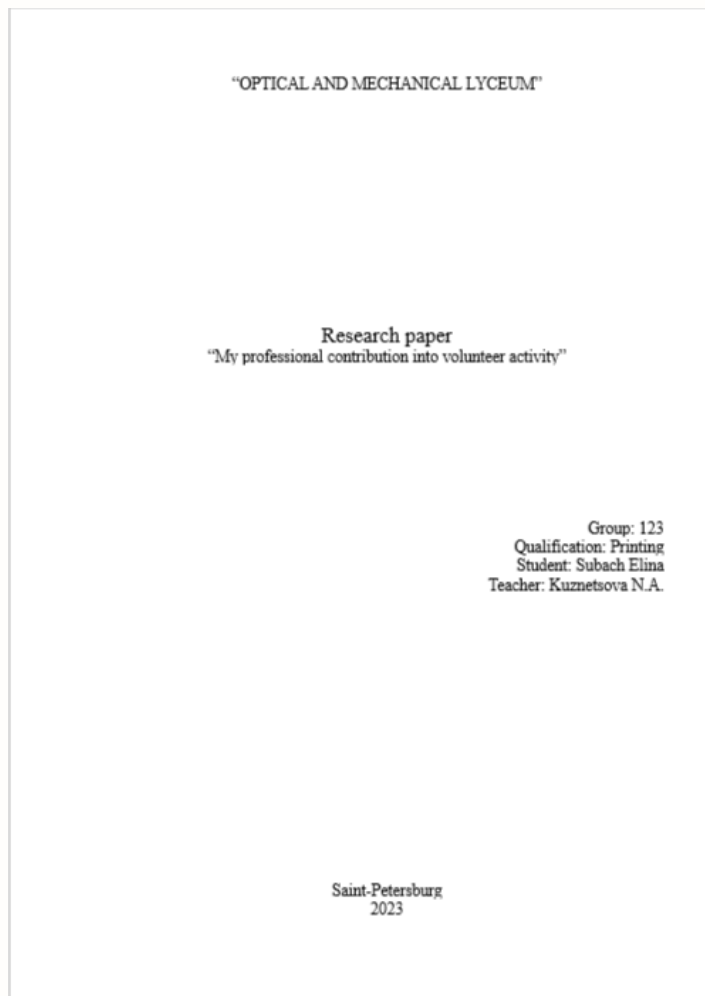 “OPTICAL AND MECHANICAL LYCEUM”
Research paper
“My professional contribution into volunteer activity”
Group: 123
Qualification: Printing
Student: Subach Elina
Teacher: Kuznetsova N.A.
Saint-Petersburg
2023